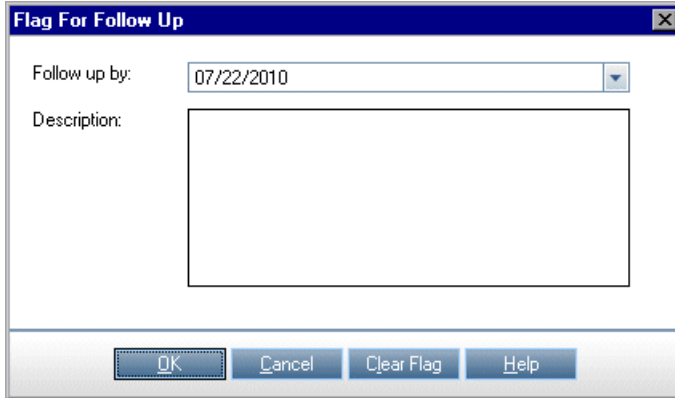 Flag For Follow Up
Follow up by: 07/22/2010
Description:
OK Cancel Clear Flag Help